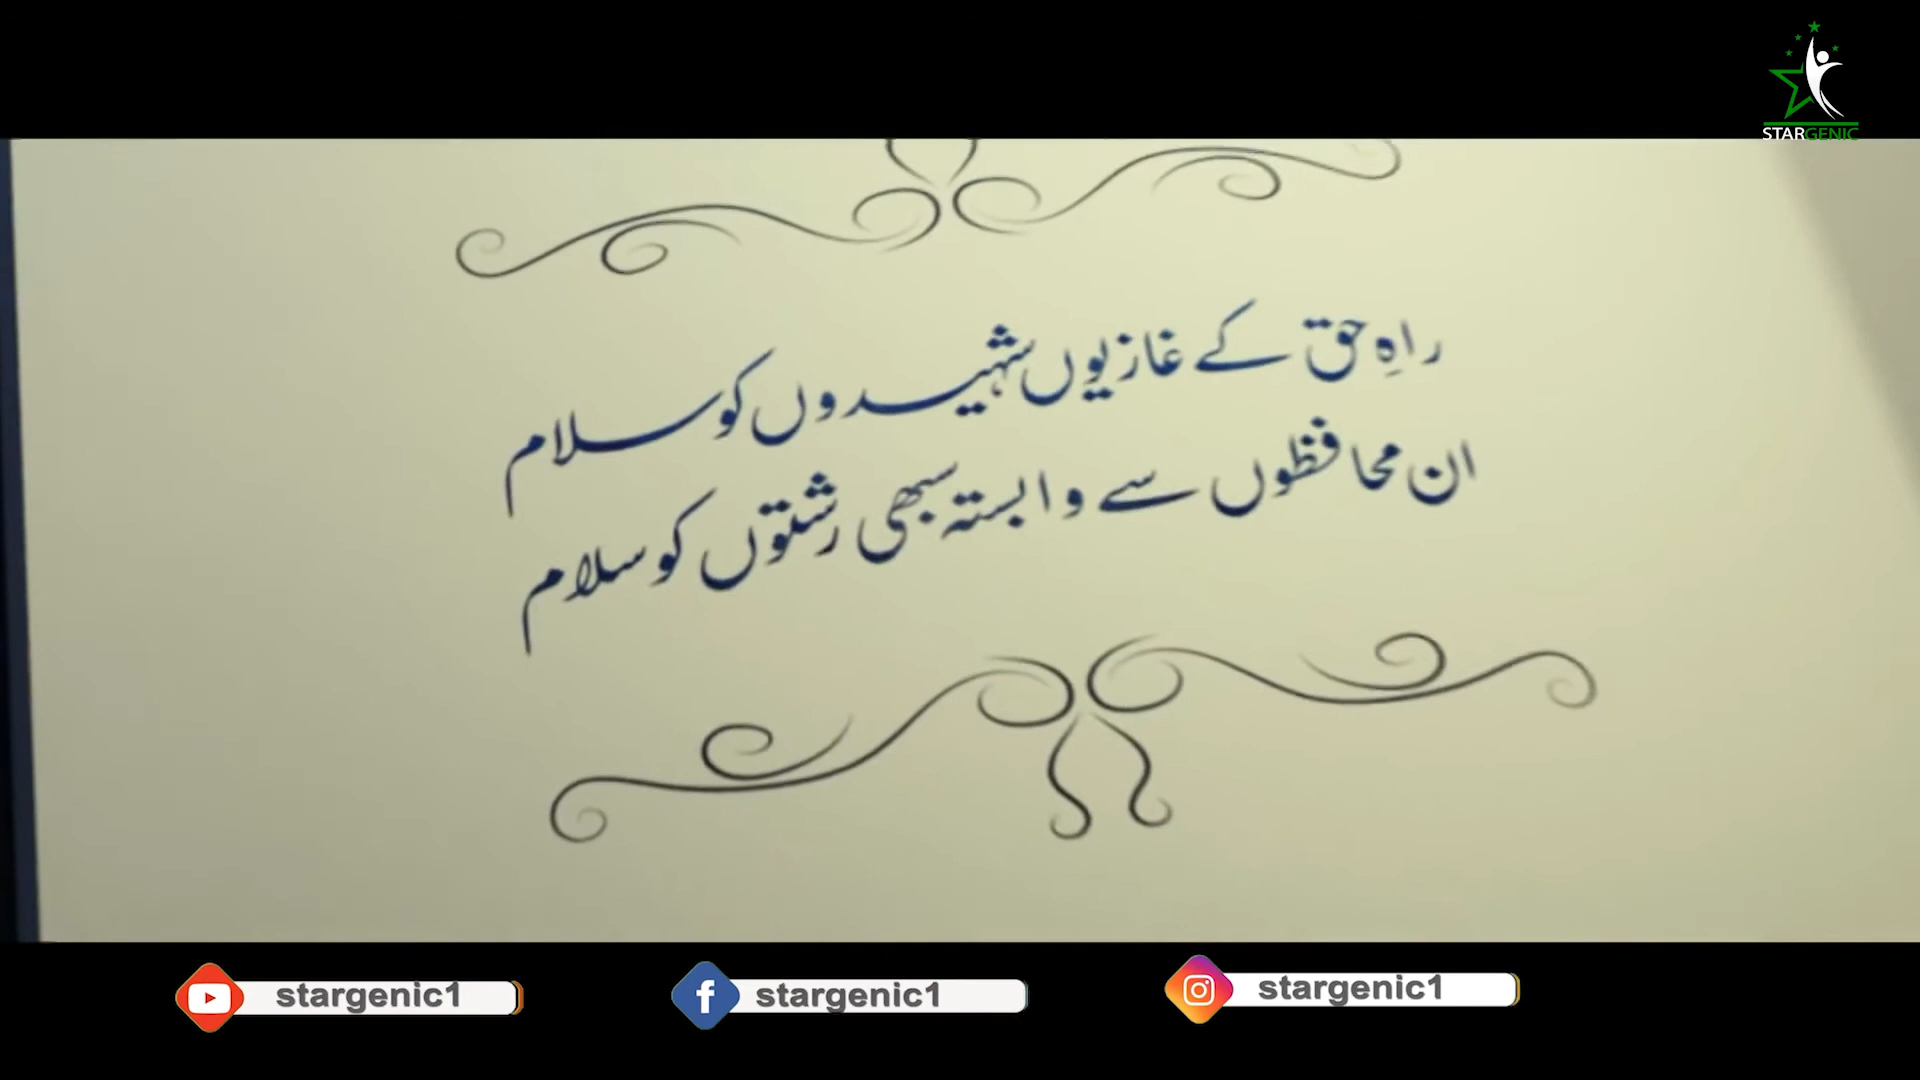 STARGENIC
راہِ حق کے غازیوں شہیدوں کو سلام
ان محافظوں سے وابستہ سبھی رشتوں کو سلام
stargenic1
stargenic1
stargenic1